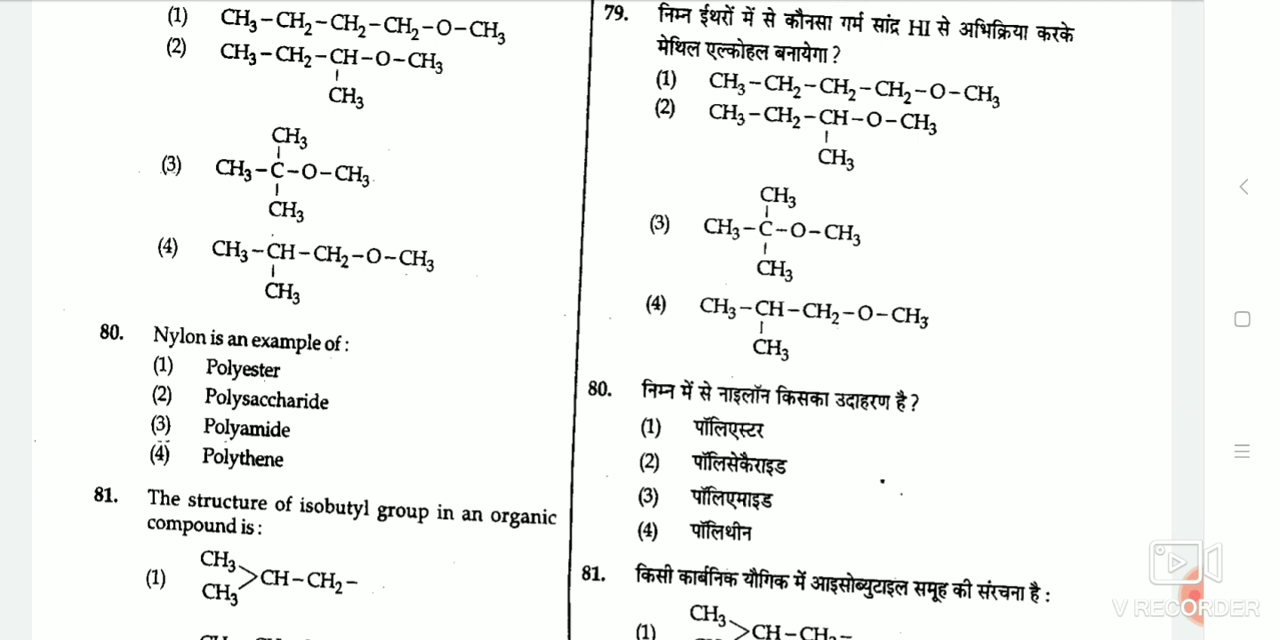 (1) CH₃–CH₂–CH₂–CH₂–O–CH₃
(2) CH₃–CH₂–CH–O–CH₃
CH₃
CH₃
(3) CH₃–C–O–CH₃
CH₃
(4) CH₃–CH–CH₂–O–CH₃
CH₃
80. Nylon is an example of :
(1) Polyester
(2) Polysaccharide
(3) Polyamide
(4) Polythene
81. The structure of isobutyl group in an organic
compound is :
CH₃
(1) CH–CH₂–
CH₃
79. निम्न ईथरों में से कौनसा गर्म सांद्र HI से अभिक्रिया करके
मेथिल एल्कोहल बनायेगा ?
(1) CH₃–CH₂–CH₂–CH₂–O–CH₃
(2) CH₃–CH₂–CH–O–CH₃
CH₃
CH₃
(3) CH₃–C–O–CH₃
CH₃
(4) CH₃–CH–CH₂–O–CH₃
CH₃
80. निम्न में से नाइलॉन किसका उदाहरण है ?
(1) पॉलिएस्टर
(2) पॉलिसेकैराइड
(3) पॉलिएमाइड
(4) पॉलिथीन
81. किसी कार्बनिक यौगिक में आइसोब्युटाइल समूह की संरचना है :
CH₃
(1) CH–CH₂–
V RECORDER